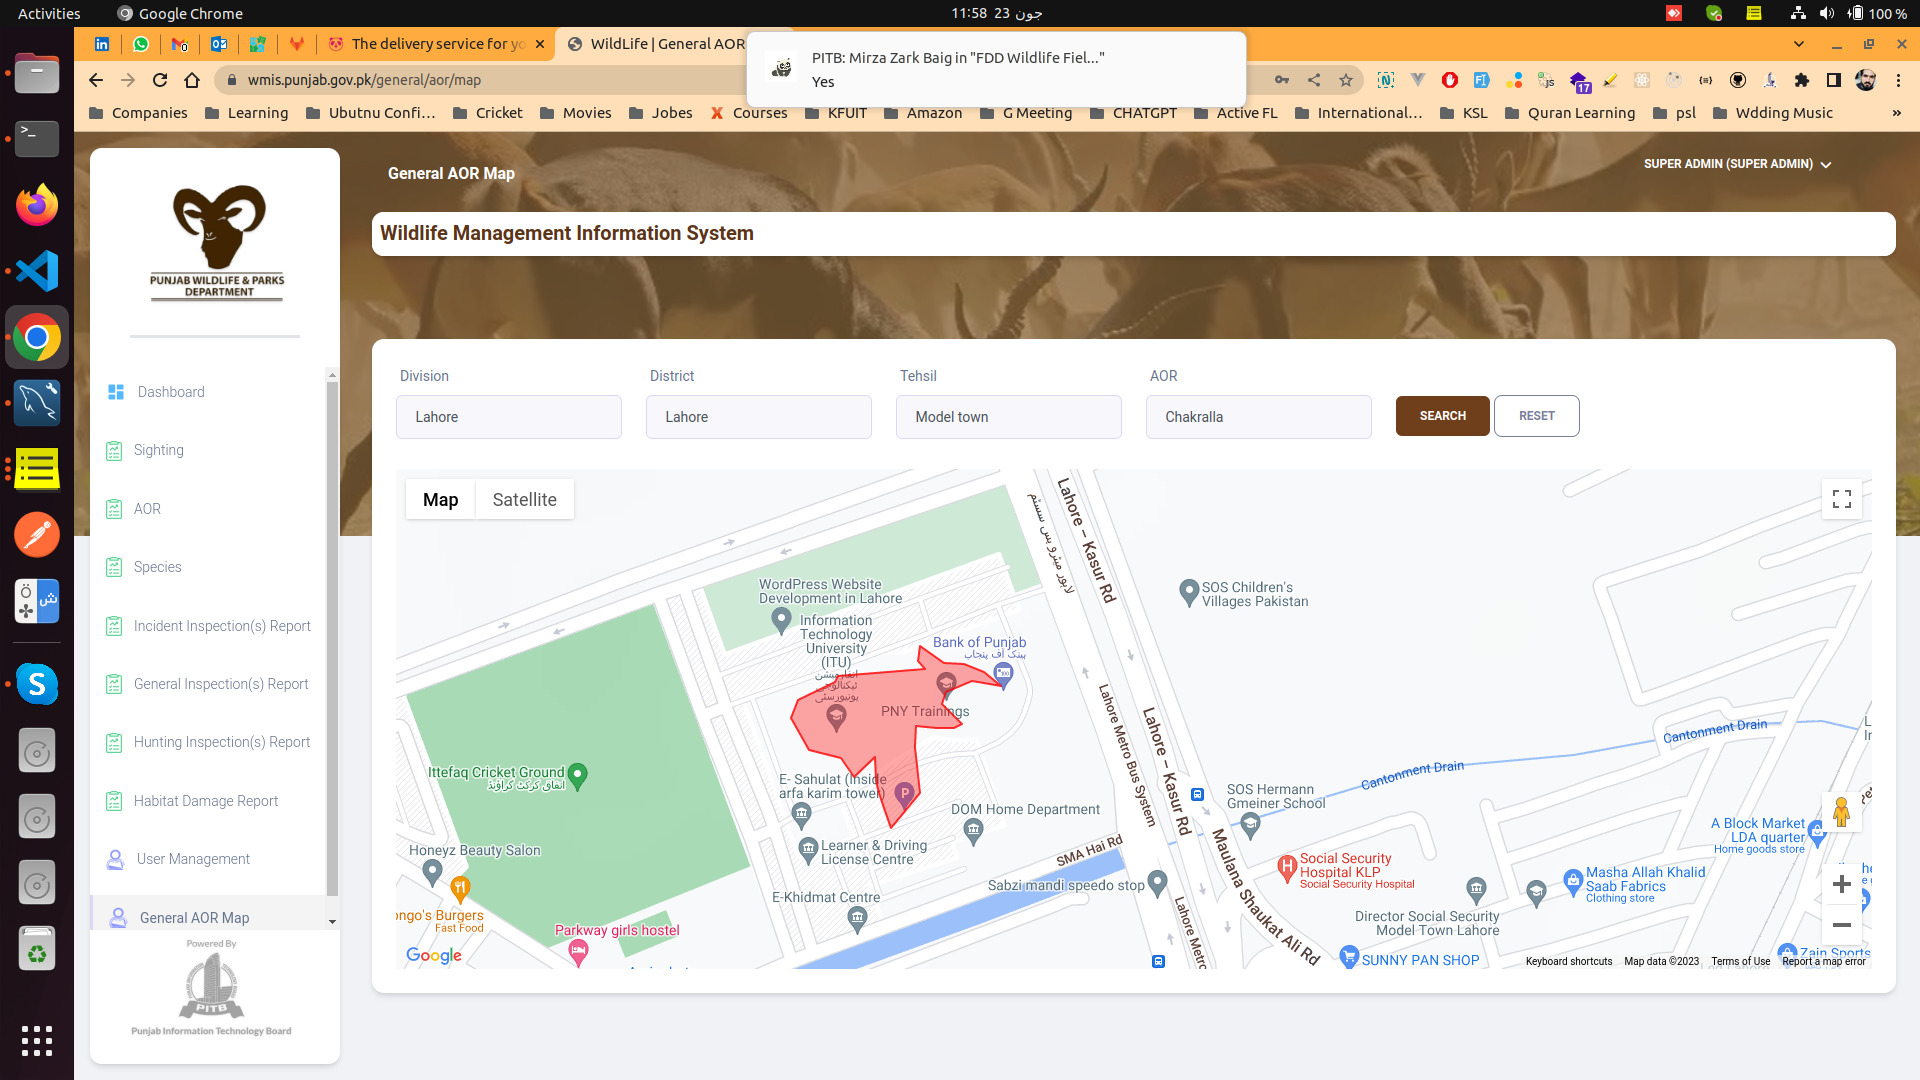 Activities
Google Chrome
11:58 23 جون
100 %
The delivery service for yo
WildLife | General AOR
PITB: Mirza Zark Baig in "FDD Wildlife Fiel..."
Yes
wmis.punjab.gov.pk/general/aor/map
17
Companies
Learning
Ubutnu Confi...
Cricket
Movies
Jobes
Courses
KFUIT
Amazon
G Meeting
CHATGPT
Active FL
International...
KSL
Quran Learning
psl
Wdding Music
»
PUNJAB WILDLIFE & PARKS
DEPARTMENT
General AOR Map
SUPER ADMIN (SUPER ADMIN)
Wildlife Management Information System
Dashboard
Sighting
AOR
Species
Incident Inspection(s) Report
General Inspection(s) Report
Hunting Inspection(s) Report
Habitat Damage Report
User Management
General AOR Map
Powered By
PITB
Punjab Information Technology Board
Division
District
Tehsil
AOR
Lahore
Lahore
Model town
Chakralla
SEARCH
RESET
Map
Satellite
Lahore – Kasur Rd
لاہور میٹرو بس سسٹم
WordPress Website
Development in Lahore
SOS Children's
Villages Pakistan
Information
Technology
University
(ITU)
انفارمیشن
ٹیکنالوجی
یونیورسٹی
Bank of Punjab
بینک آف پنجاب
PNY Trainings
Lahore Metro Bus System
Lahore – Kasur Rd
Cantonment Drain
Cantonment Drain
Ittefaq Cricket Ground
اتفاق کرکٹ گراؤنڈ
E- Sahulat (Inside
arfa karim tower)
P
DOM Home Department
SOS Hermann
Gmeiner School
A Block Market
LDA quarter
Home goods store
Honeyz Beauty Salon
Learner & Driving
License Centre
SMA Hai Rd
Maulana Shaukat Ali Rd
Social Security
Hospital KLP
Social Security Hospital
Masha Allah Khalid
Saab Fabrics
Clothing store
Sabzi mandi speedo stop
E-Khidmat Centre
ongo's Burgers
Fast Food
Parkway girls hostel
Lahore Metro
Director Social Security
Model Town Lahore
SUNNY PAN SHOP
Zain Sports
Google
Keyboard shortcuts
Map data ©2023
Terms of Use
Report a map error